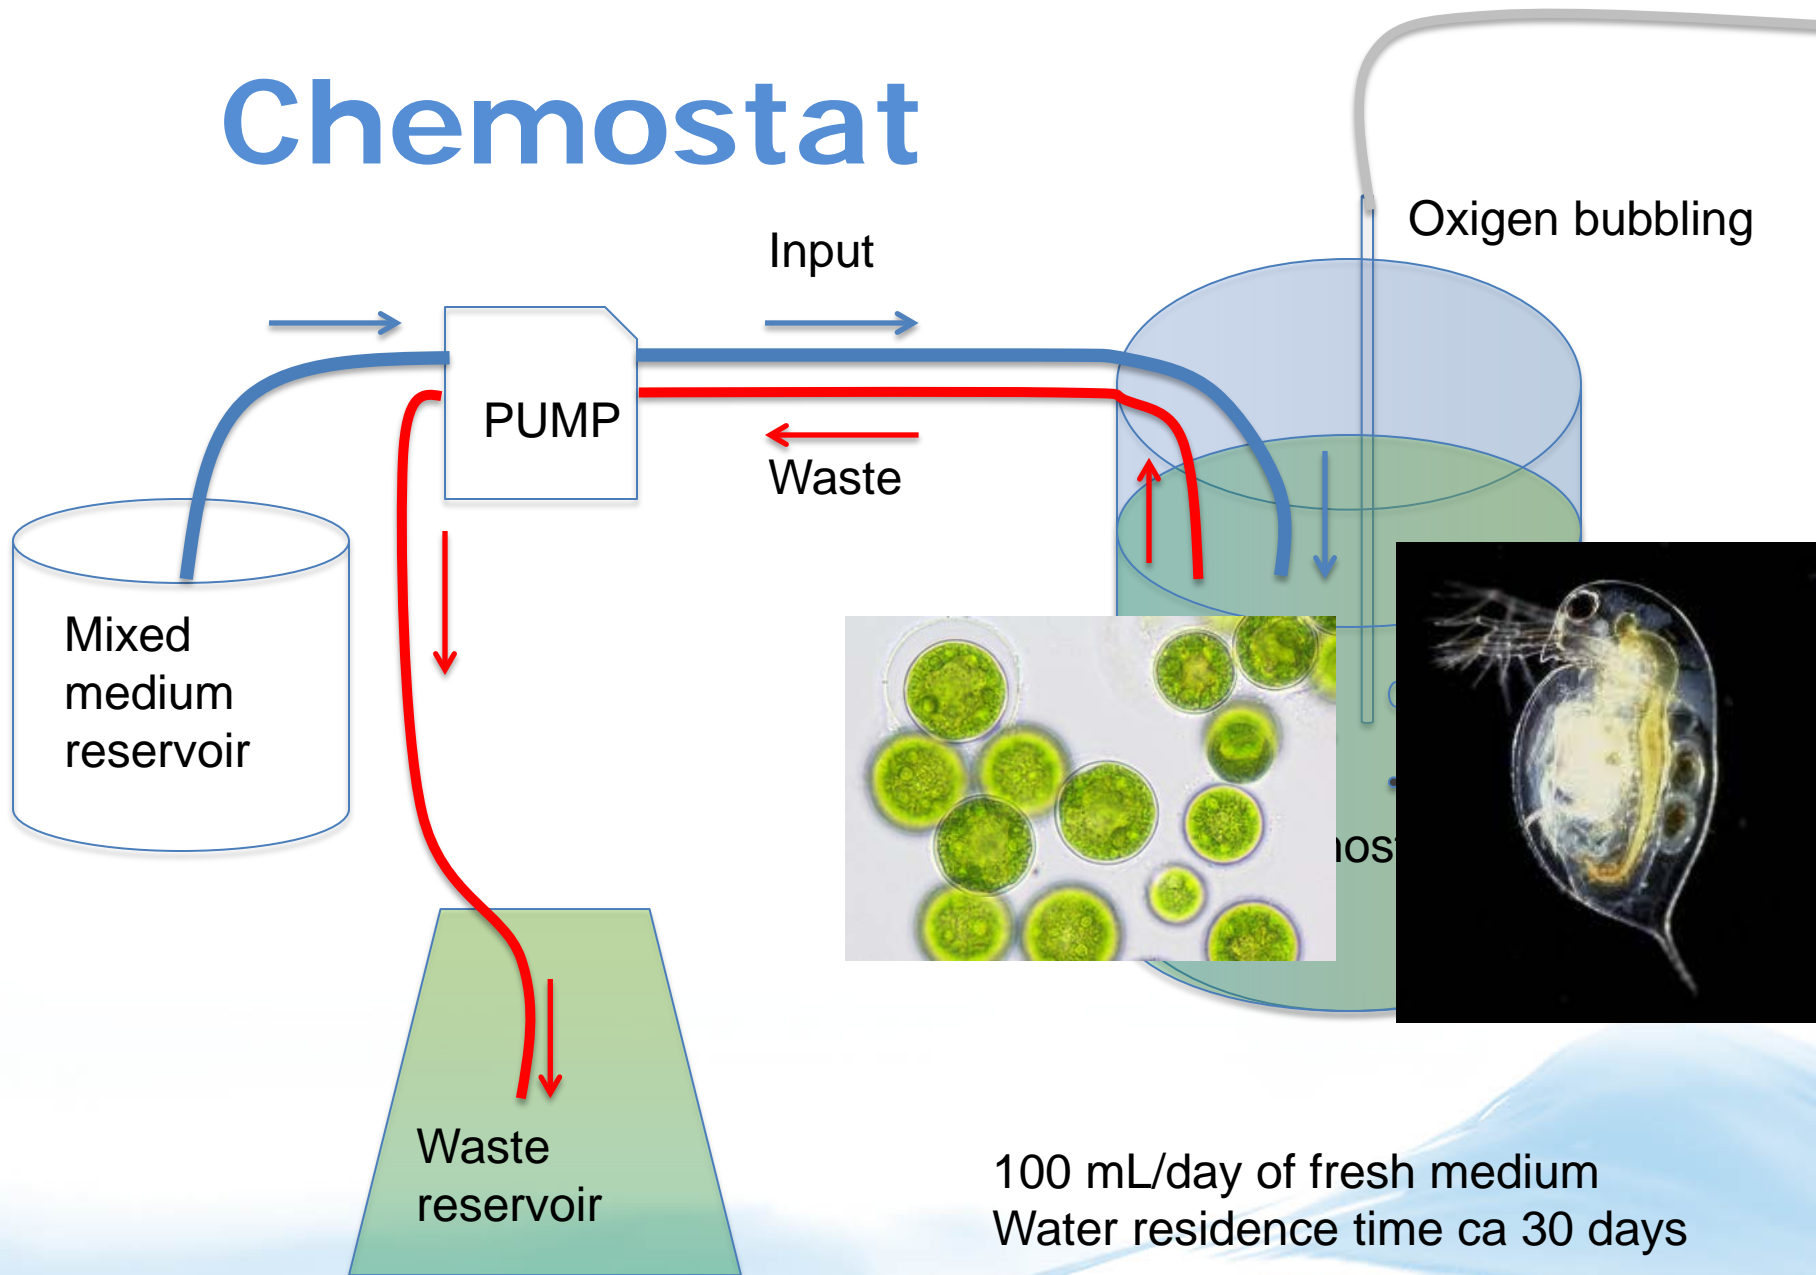 Chemostat
Oxigen bubbling
Input
PUMP
Waste
Mixed
medium
reservoir
Waste
reservoir
100 mL/day of fresh medium
Water residence time ca 30 days